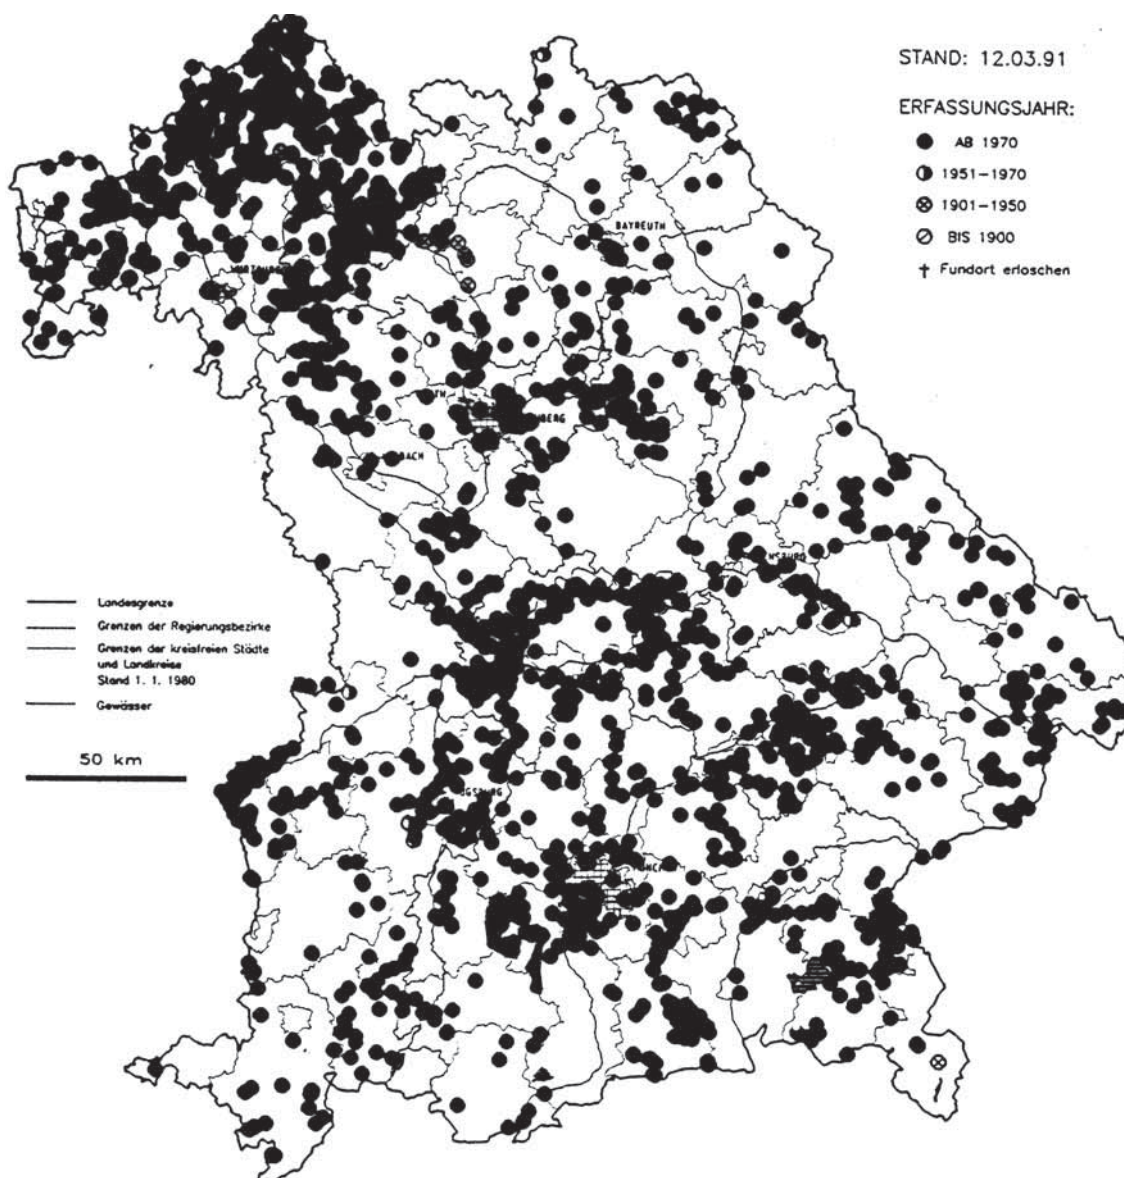 STAND: 12.03.91
ERFASSUNGSJAHR:
AB 1970
1951-1970
1901-1950
BIS 1900
† Fundort erloschen
BAYREUTH
Landesgrenze
Grenzen der Regierungsbezirke
Grenzen der kreisfreien Städte
und Landkreise
Stand 1. 1. 1980
Gewässer
50 km